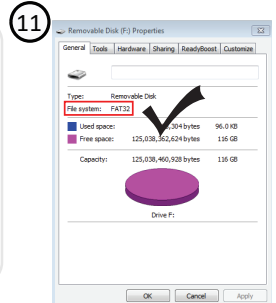 11
Removable Disk (F:) Properties
General Tools Hardware Sharing ReadyBoost Customize
Type: Removable Disk
File system: FAT32
Used space: 304 bytes 96.0 KB
Free space: 125,038,362,624 bytes 116 GB
Capacity: 125,038,460,928 bytes 116 GB
Drive F:
OK Cancel Apply